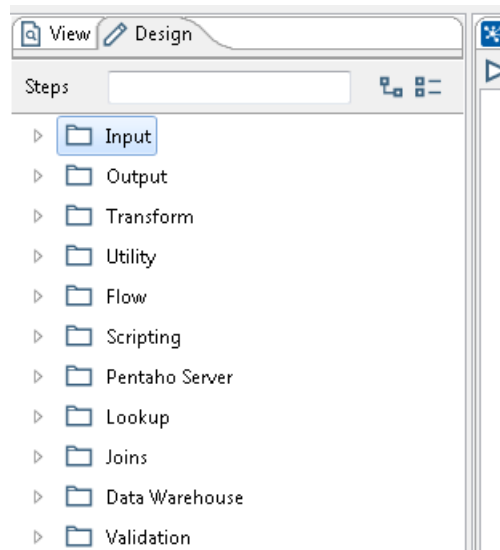 View Design
Steps
Input
Output
Transform
Utility
Flow
Scripting
Pentaho Server
Lookup
Joins
Data Warehouse
Validation